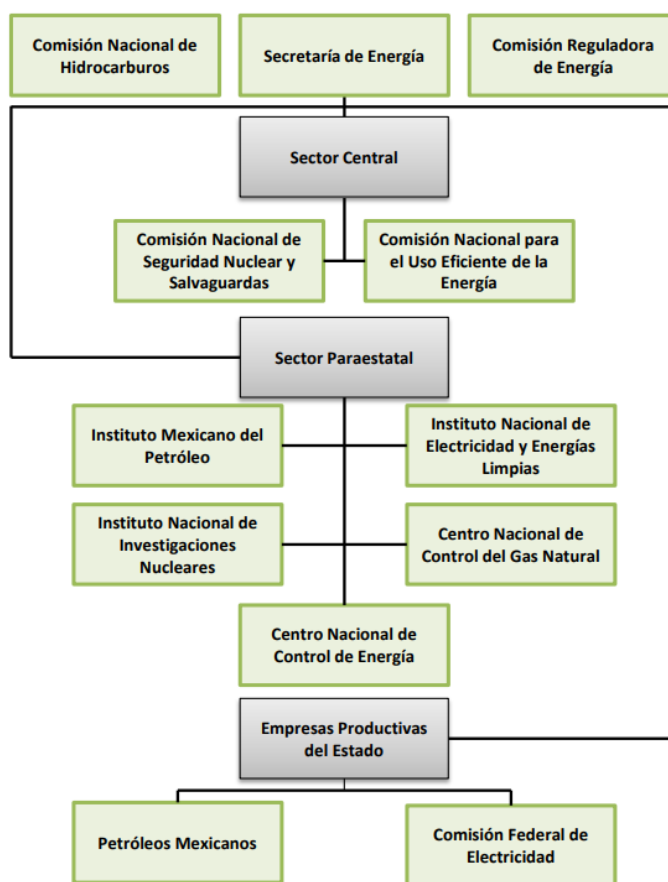 Comisión Nacional de
Hidrocarburos
Secretaría de Energía
Comisión Reguladora
de Energía
Sector Central
Comisión Nacional de
Seguridad Nuclear y
Salvaguardas
Comisión Nacional para
el Uso Eficiente de la
Energía
Sector Paraestatal
Instituto Mexicano del
Petróleo
Instituto Nacional de
Electricidad y Energías
Limpias
Instituto Nacional de
Investigaciones
Nucleares
Centro Nacional de
Control del Gas Natural
Centro Nacional de
Control de Energía
Empresas Productivas
del Estado
Petróleos Mexicanos
Comisión Federal de
Electricidad